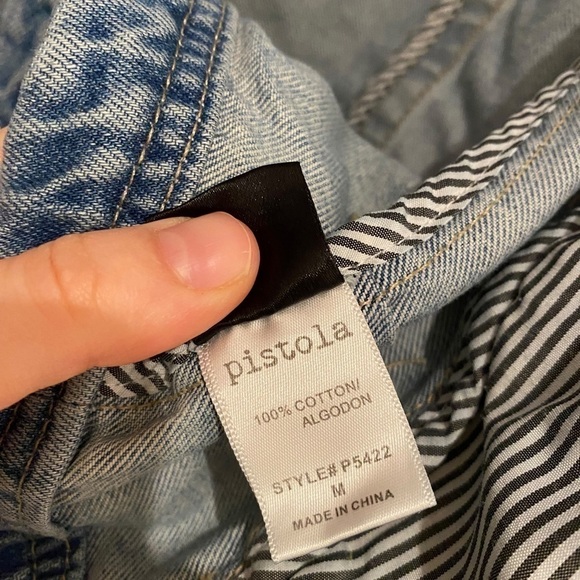 pistola
100% COTTON/
ALGODON
STYLE# P5422
M
MADE IN CHINA